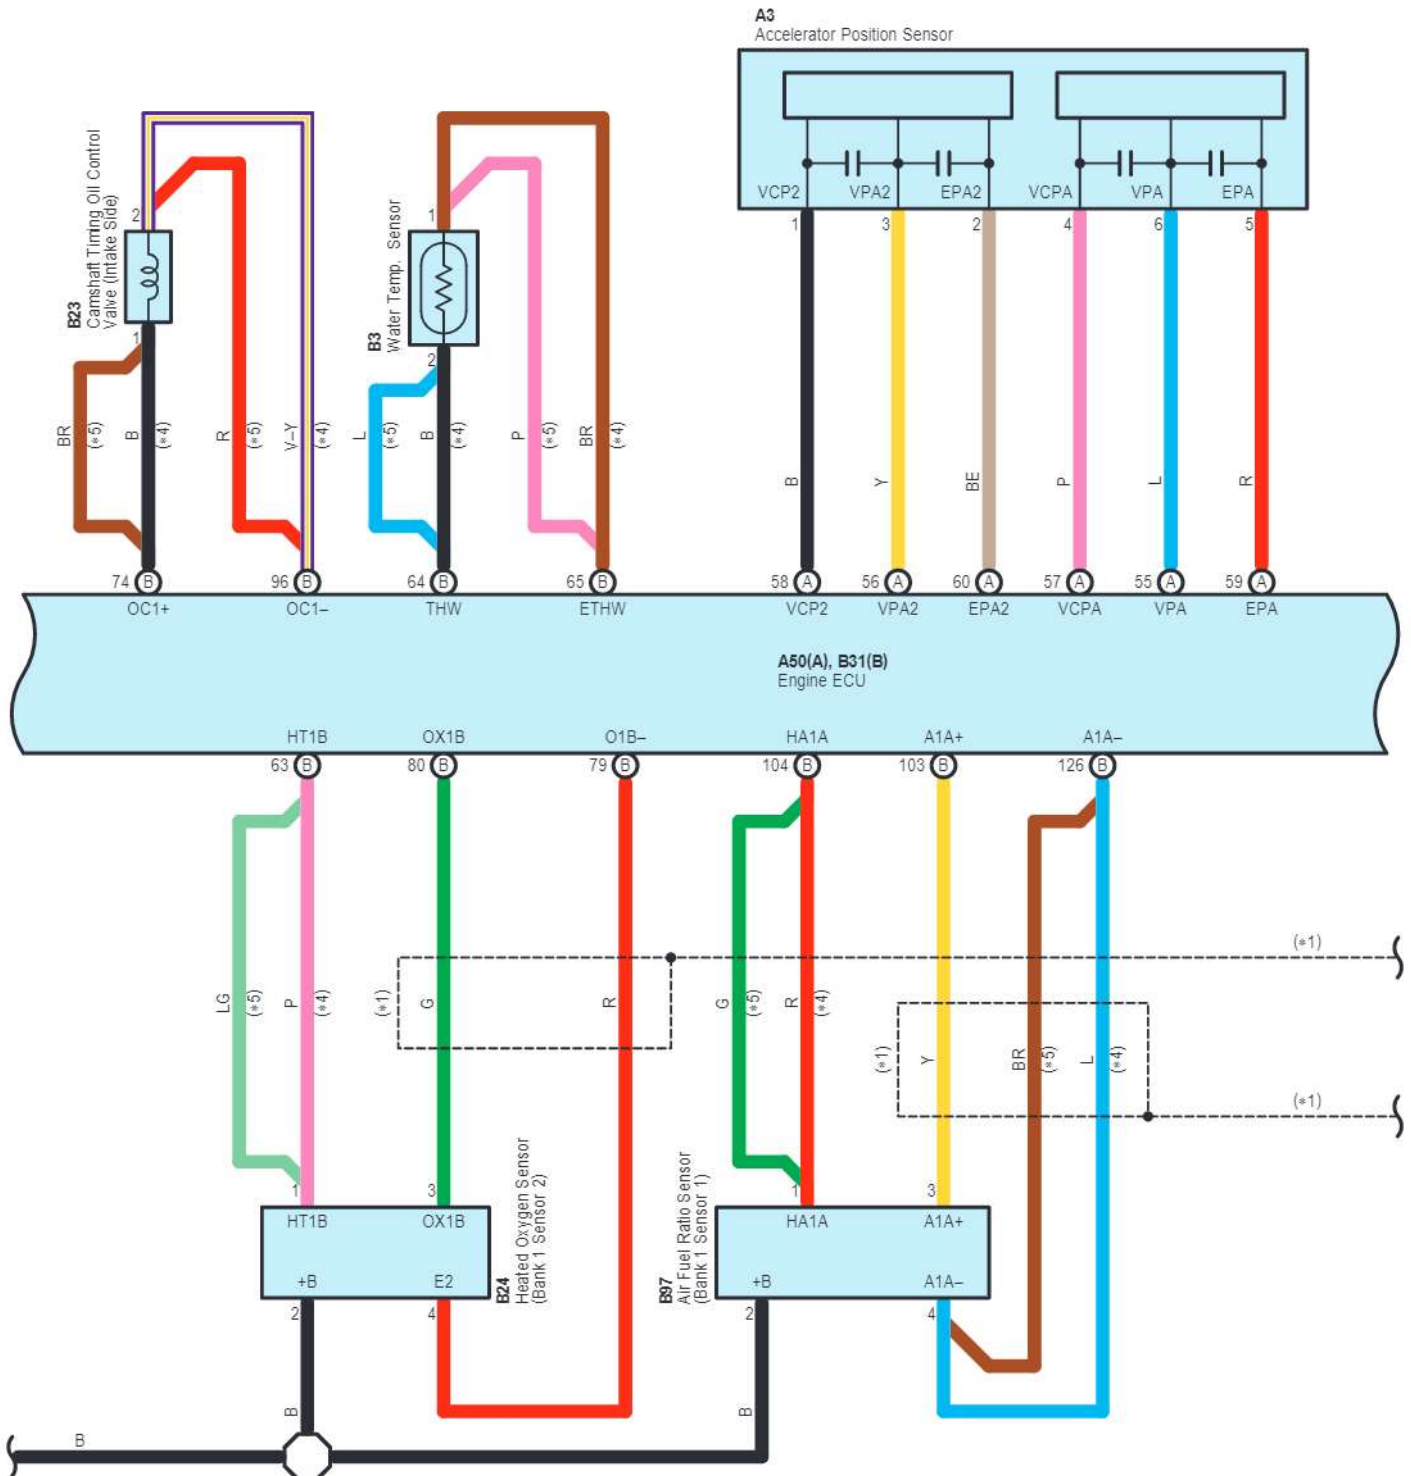 A3
Accelerator Position Sensor
VCP2
VPA2
EPA2
VCPA
VPA
EPA
1
3
2
4
6
5
B23
Camshaft Timing Oil Control
Valve (Intake Side)
2
1
B3
Water Temp. Sensor
1
2
BR
(*5)
B
(*4)
R
(*5)
V–Y
(*4)
L
(*5)
B
(*4)
P
(*5)
BR
(*4)
B
Y
BE
P
L
R
74 B
96 B
64 B
65 B
58 A
56 A
60 A
57 A
55 A
59 A
OC1+
OC1–
THW
ETHW
VCP2
VPA2
EPA2
VCPA
VPA
EPA
A50(A), B31(B)
Engine ECU
HT1B
OX1B
O1B–
HA1A
A1A+
A1A–
63 B
80 B
79 B
104 B
103 B
126 B
(*1)
LG
(*5)
P
(*4)
(*1)
G
R
G
(*5)
R
(*4)
(*1)
Y
BR
(*5)
L
(*4)
(*1)
1
3
1
3
HT1B
OX1B
HA1A
A1A+
+B
E2
+B
A1A–
B24
Heated Oxygen Sensor
(Bank 1 Sensor 2)
B97
Air Fuel Ratio Sensor
(Bank 1 Sensor 1)
2
4
2
4
B
B
B